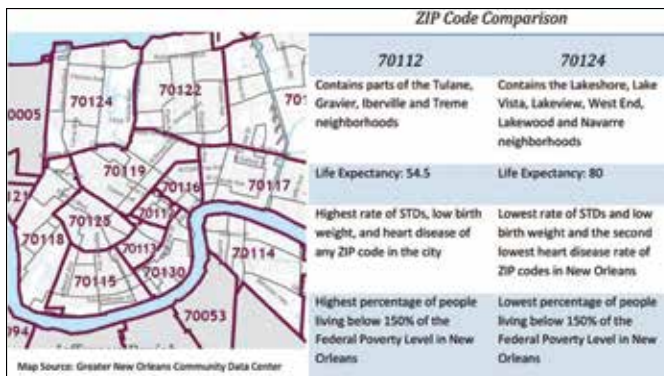 ZIP Code Comparison
70112
70124
Contains parts of the Tulane,
Gravier, Iberville and Treme
neighborhoods
Contains the Lakeshore, Lake
Vista, Lakeview, West End,
Lakewood and Navarre
neighborhoods
Life Expectancy: 54.5
Life Expectancy: 80
Highest rate of STDs, low birth
weight, and heart disease of
any ZIP code in the city
Lowest rate of STDs and low
birth weight and the second
lowest heart disease rate of
ZIP codes in New Orleans
Highest percentage of people
living below 150% of the
Federal Poverty Level in New
Orleans
Lowest percentage of people
living below 150% of the
Federal Poverty Level in New
Orleans
70124
70122
70119
70116
70117
70125
70118
70113
70114
70115
70130
70053
Map Source: Greater New Orleans Community Data Center